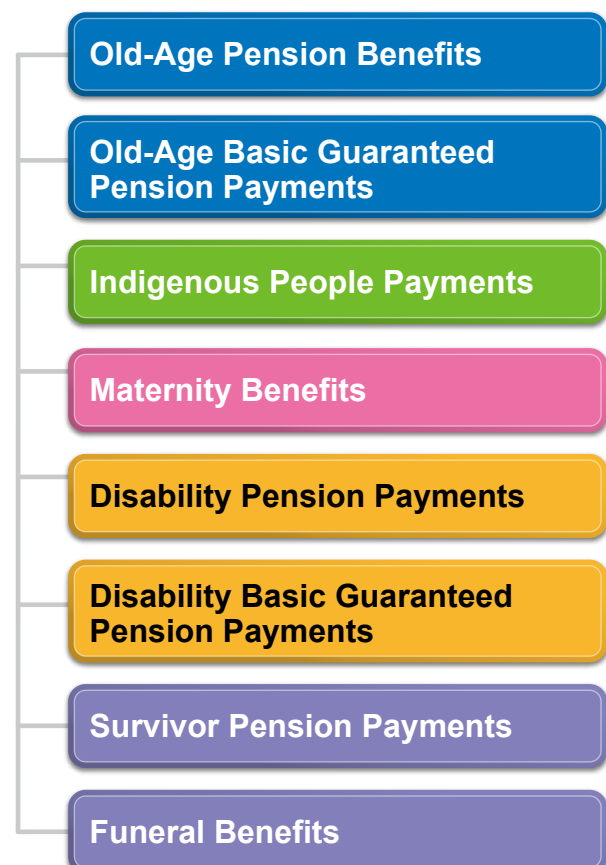 Old-Age Pension Benefits
Old-Age Basic Guaranteed
Pension Payments
Indigenous People Payments
Maternity Benefits
Disability Pension Payments
Disability Basic Guaranteed
Pension Payments
Survivor Pension Payments
Funeral Benefits